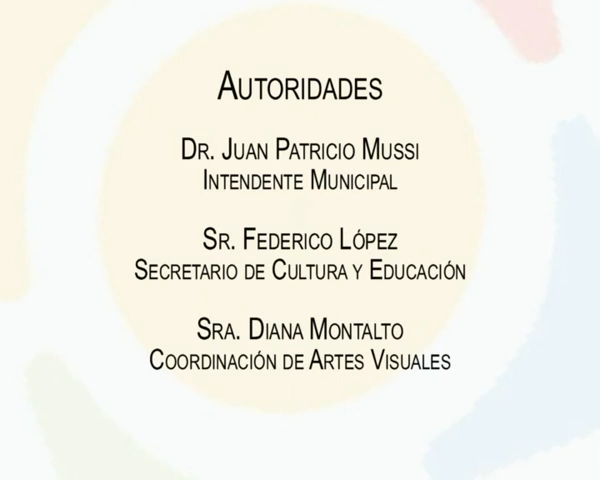 AUTORIDADES
DR. JUAN PATRICIO MUSSI
INTENDENTE MUNICIPAL
SR. FEDERICO LÓPEZ
SECRETARIO DE CULTURA Y EDUCACIÓN
SRA. DIANA MONTALTO
COORDINACIÓN DE ARTES VISUALES